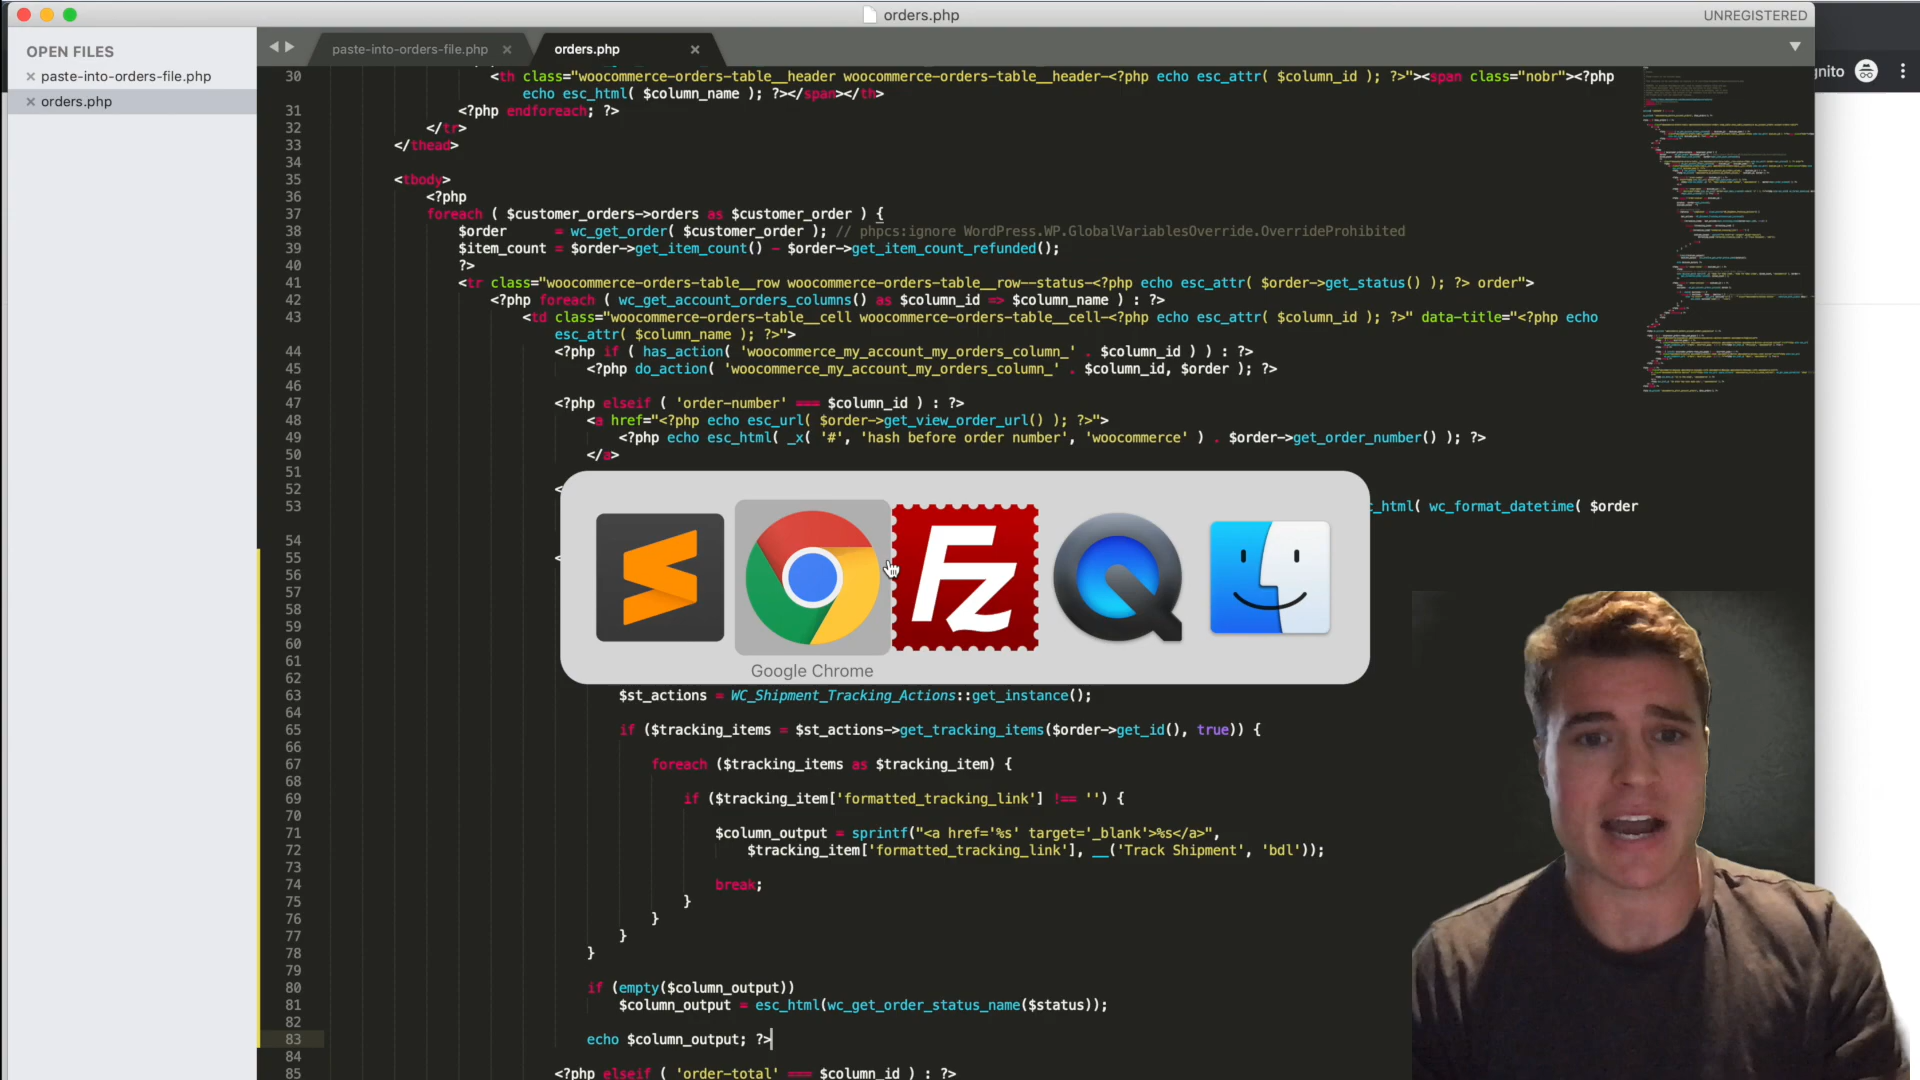 orders.php
UNREGISTERED
OPEN FILES
paste-into-orders-file.php
orders.php
paste-into-orders-file.php
orders.php
gnito
30 <th class="woocommerce-orders-table__header woocommerce-orders-table__header-<?php echo esc_attr( $column_id ); ?>"><span class="nobr"><?php
echo esc_html( $column_name ); ?></span></th>
31 <?php endforeach; ?>
32 </tr>
33 </thead>
34
35 <tbody>
36 <?php
37 foreach ( $customer_orders->orders as $customer_order ) {
38 $order      = wc_get_order( $customer_order ); // phpcs:ignore WordPress.WP.GlobalVariablesOverride.OverrideProhibited
39 $item_count = $order->get_item_count() - $order->get_item_count_refunded();
40 ?>
41 <tr class="woocommerce-orders-table__row woocommerce-orders-table__row--status-<?php echo esc_attr( $order->get_status() ); ?> order">
42 <?php foreach ( wc_get_account_orders_columns() as $column_id => $column_name ) : ?>
43 <td class="woocommerce-orders-table__cell woocommerce-orders-table__cell-<?php echo esc_attr( $column_id ); ?>" data-title="<?php echo
esc_attr( $column_name ); ?>">
44 <?php if ( has_action( 'woocommerce_my_account_my_orders_column_' . $column_id ) ) : ?>
45 <?php do_action( 'woocommerce_my_account_my_orders_column_' . $column_id, $order ); ?>
46
47 <?php elseif ( 'order-number' === $column_id ) : ?>
48 <a href="<?php echo esc_url( $order->get_view_order_url() ); ?>">
49 <?php echo esc_html( _x( '#', 'hash before order number', 'woocommerce' ) . $order->get_order_number() ); ?>
50 </a>
51
52 <
53 c_html( wc_format_datetime( $order
54
55 <
56
57
58
59
60
61
62
Google Chrome
63 $st_actions = WC_Shipment_Tracking_Actions::get_instance();
64
65 if ($tracking_items = $st_actions->get_tracking_items($order->get_id(), true)) {
66
67 foreach ($tracking_items as $tracking_item) {
68
69 if ($tracking_item['formatted_tracking_link'] !== '') {
70
71 $column_output = sprintf("<a href='%s' target='_blank'>%s</a>",
72 $tracking_item['formatted_tracking_link'], __('Track Shipment', 'bdl'));
73
74 break;
75 }
76 }
77 }
78 }
79
80 if (empty($column_output))
81 $column_output = esc_html(wc_get_order_status_name($status));
82
83 echo $column_output; ?>
84
85 <?php elseif ( 'order-total' === $column_id ) : ?>